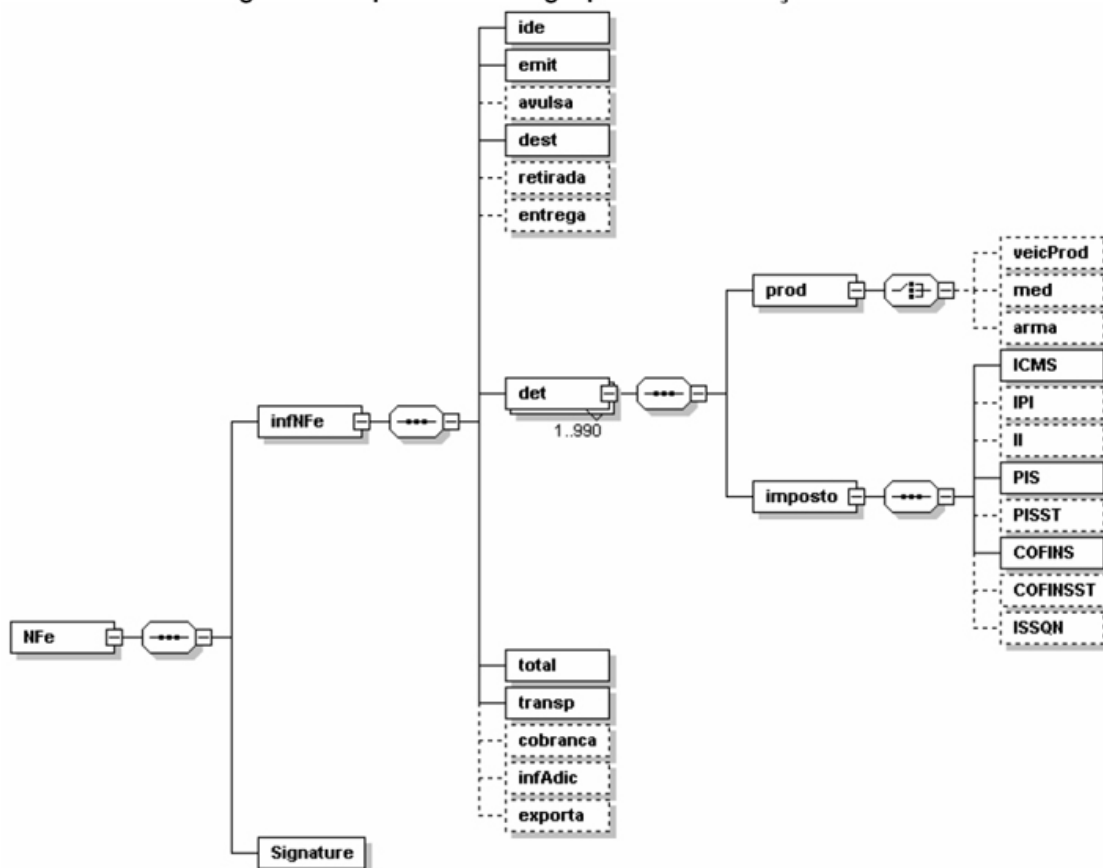 ide
emit
avulsa
dest
retirada
entrega
veicProd
prod
med
arma
ICMS
det
IPI
1..990
infNFe
II
PIS
imposto
PISST
COFINS
COFINSST
NFe
ISSQN
total
transp
cobranca
infAdic
exporta
Signature